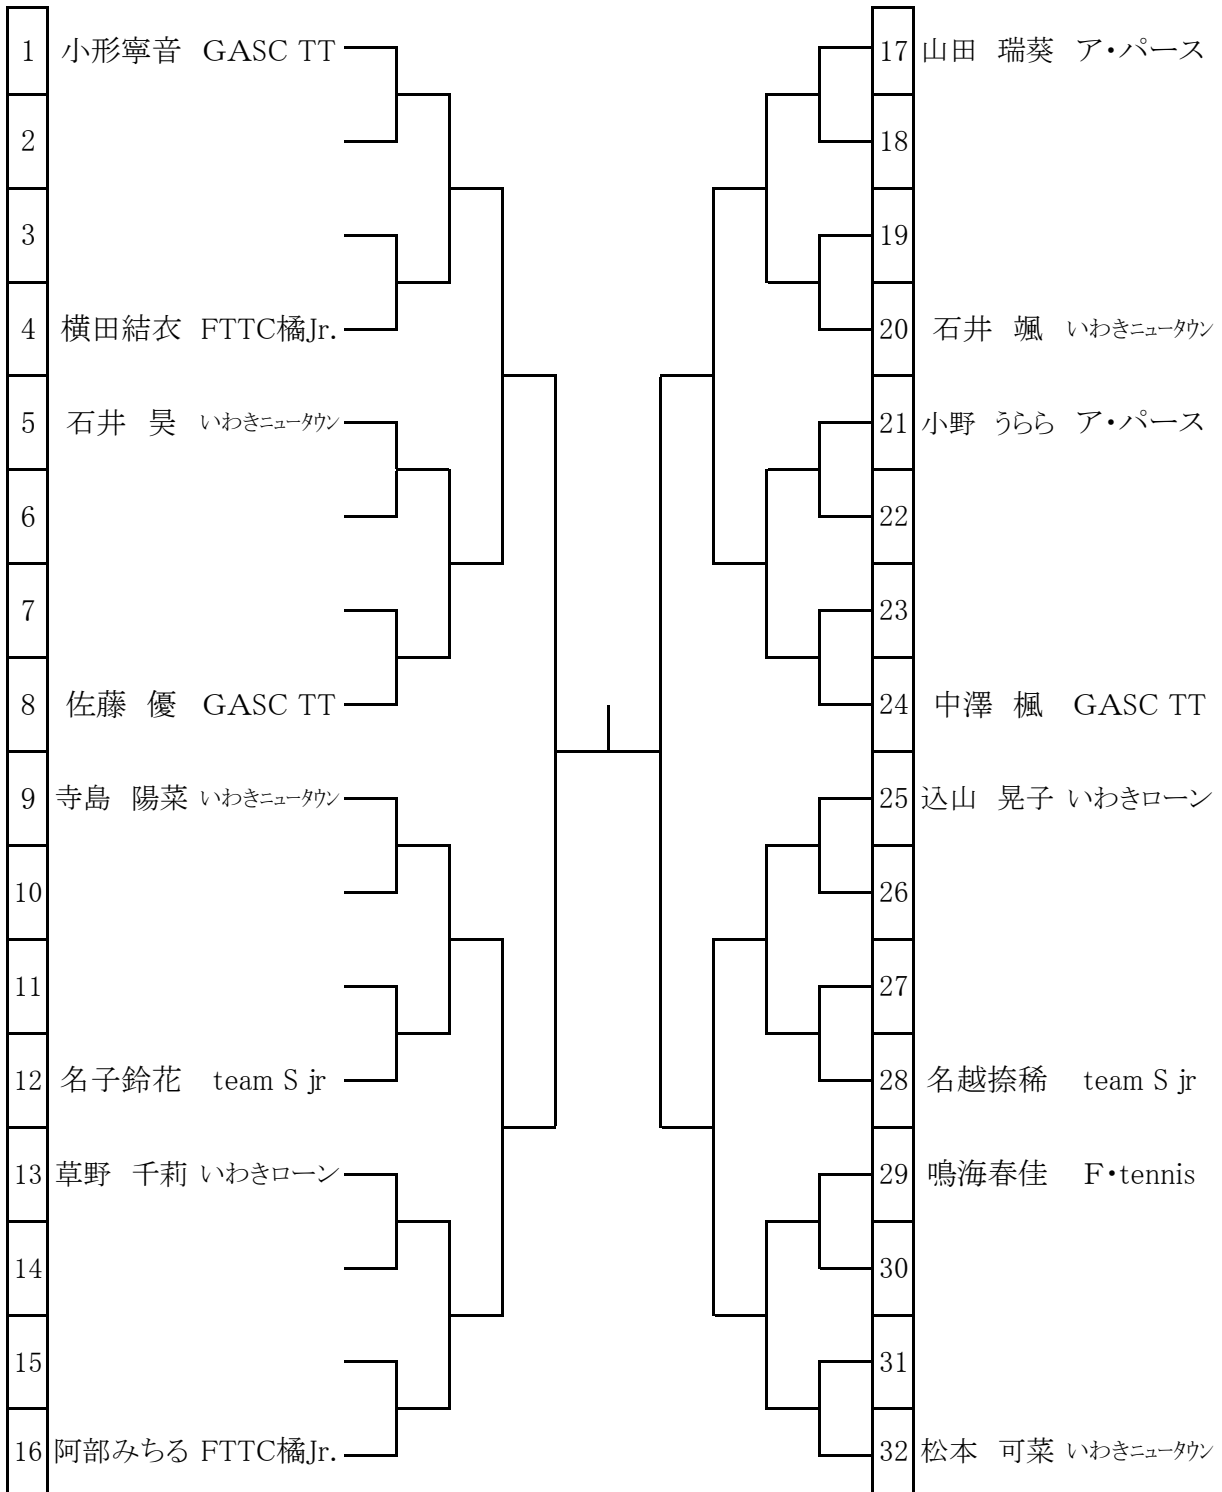 1 小形寧音 GASC TT
2
3
4 横田結衣 FTTC橘Jr.
5 石井 昊 いわきニュータウン
6
7
8 佐藤 優 GASC TT
9 寺島 陽菜 いわきニュータウン
10
11
12 名子鈴花 team S jr
13 草野 千莉 いわきローン
14
15
16 阿部みちる FTTC橘Jr.
17 山田 瑞葵 ア・パース
18
19
20 石井 颯 いわきニュータウン
21 小野 うらら ア・パース
22
23
24 中澤 楓 GASC TT
25 込山 晃子 いわきローン
26
27
28 名越捺稀 team S jr
29 鳴海春佳 F・tennis
30
31
32 松本 可菜 いわきニュータウン